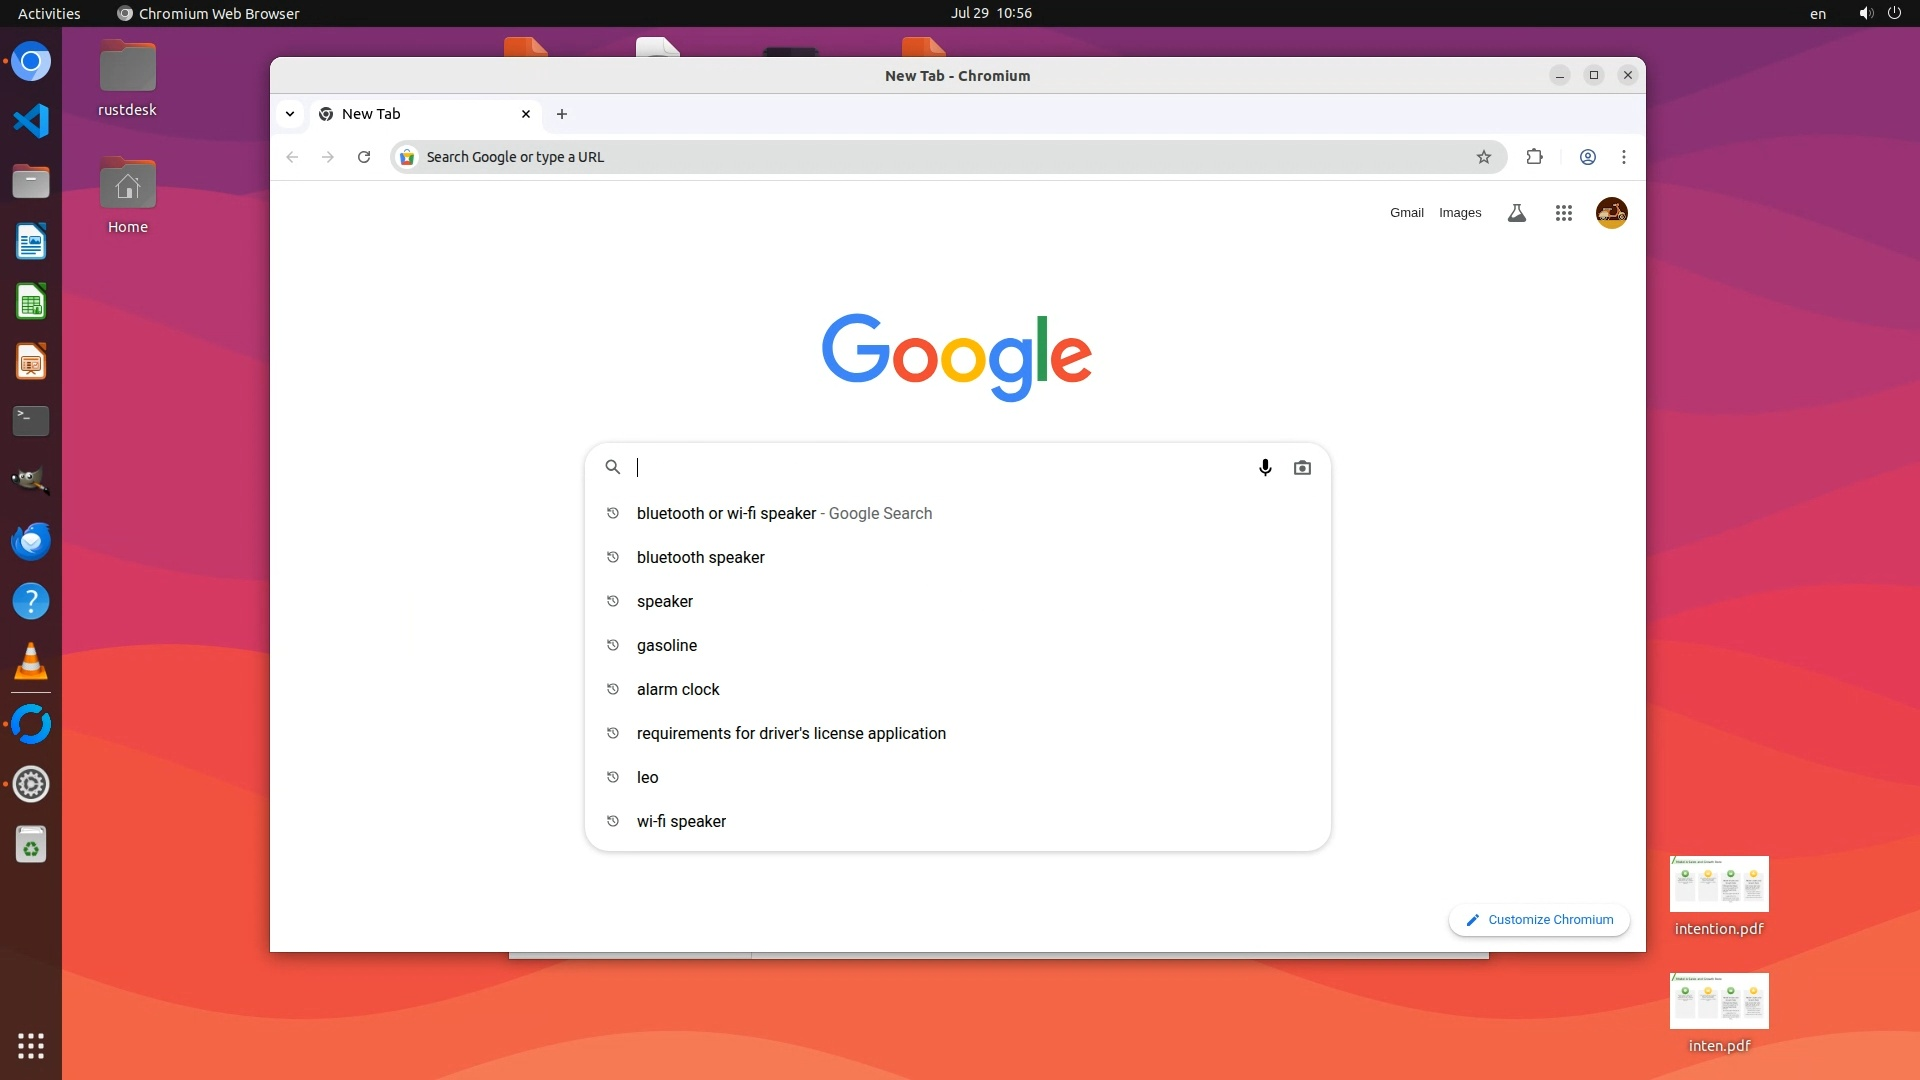 Activities
Chromium Web Browser
Jul 29 10:56
en
rustdesk
Home
New Tab - Chromium
New Tab
Search Google or type a URL
Gmail
Images
Google
bluetooth or wi-fi speaker - Google Search
bluetooth speaker
speaker
gasoline
alarm clock
requirements for driver's license application
leo
wi-fi speaker
Customize Chromium
intention.pdf
inten.pdf